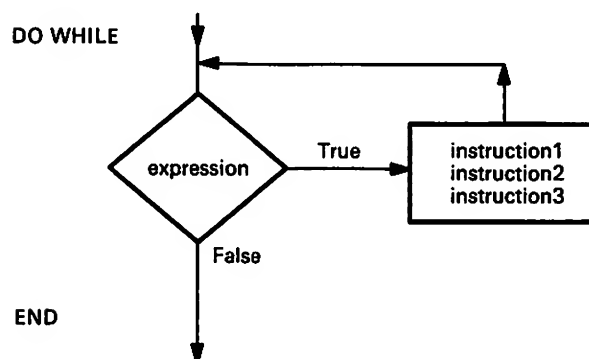 DO WHILE
expression
True
instruction1
instruction2
instruction3
False
END